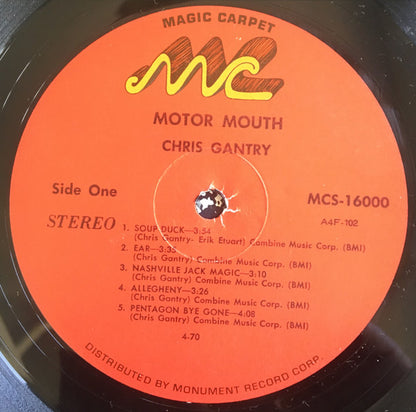 MAGIC CARPET
MC
MOTOR MOUTH
CHRIS GANTRY
Side One
MCS-16000
A4F-102
STEREO
1. SOUP DUCK—3:54
(Chris Gantry- Erik Etuart) Combine Music Corp. (BMI)
2. EAR—3:35
(Chris Gantry) Combine Music Corp. (BMI)
3. NASHVILLE JACK MAGIC—3:10
(Chris Gantry) Combine Music Corp. (BMI)
4. ALLEGHENY—3:26
(Chris Gantry) Combine Music Corp. (BMI)
5. PENTAGON BYE GONE—4:08
(Chris Gantry) Combine Music Corp. (BMI)
4-70
DISTRIBUTED BY MONUMENT RECORD CORP.